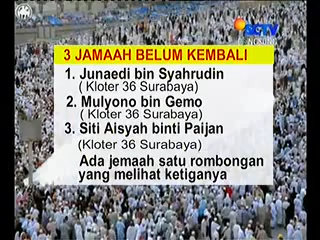 SCTV
3 JAMAAH BELUM KEMBALI
1. Junaedi bin Syahrudin
( Kloter 36 Surabaya)
2. Mulyono bin Gemo
( Kloter 36 Surabaya)
3. Siti Aisyah binti Paijan
(Kloter 36 Surabaya)
Ada jemaah satu rombongan
yang melihat ketiganya